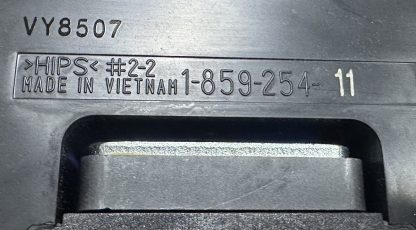 VY8507
>HIPS< #2-2
MADE IN VIETNAM 1-859-254- 11